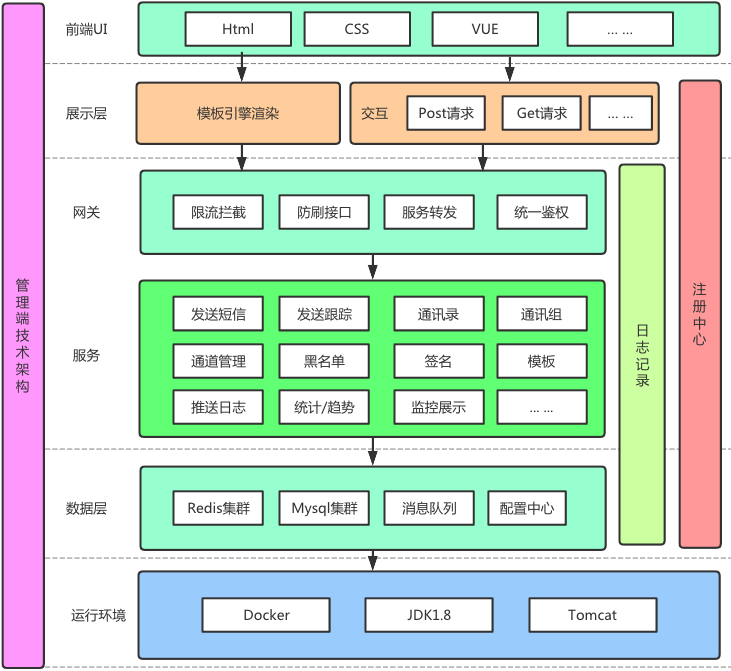 管理端技术架构
前端UI
Html
CSS
VUE
... ...
展示层
模板引擎渲染
交互
Post请求
Get请求
... ...
网关
限流拦截
防刷接口
服务转发
统一鉴权
服务
发送短信
发送跟踪
通讯录
通讯组
通道管理
黑名单
签名
模板
推送日志
统计/趋势
监控展示
... ...
数据层
Redis集群
Mysql集群
消息队列
配置中心
运行环境
Docker
JDK1.8
Tomcat
日志记录
注册中心